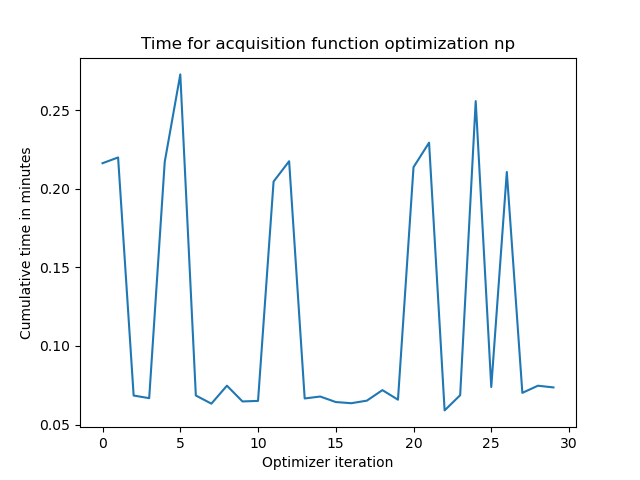 Time for acquisition function optimization np
Cumulative time in minutes
0.25
0.20
0.15
0.10
0.05
0 5 10 15 20 25 30
Optimizer iteration